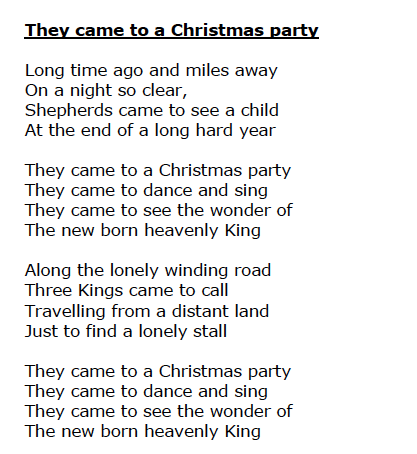 They came to a Christmas party
Long time ago and miles away
On a night so clear,
Shepherds came to see a child
At the end of a long hard year
They came to a Christmas party
They came to dance and sing
They came to see the wonder of
The new born heavenly King
Along the lonely winding road
Three Kings came to call
Travelling from a distant land
Just to find a lonely stall
They came to a Christmas party
They came to dance and sing
They came to see the wonder of
The new born heavenly King